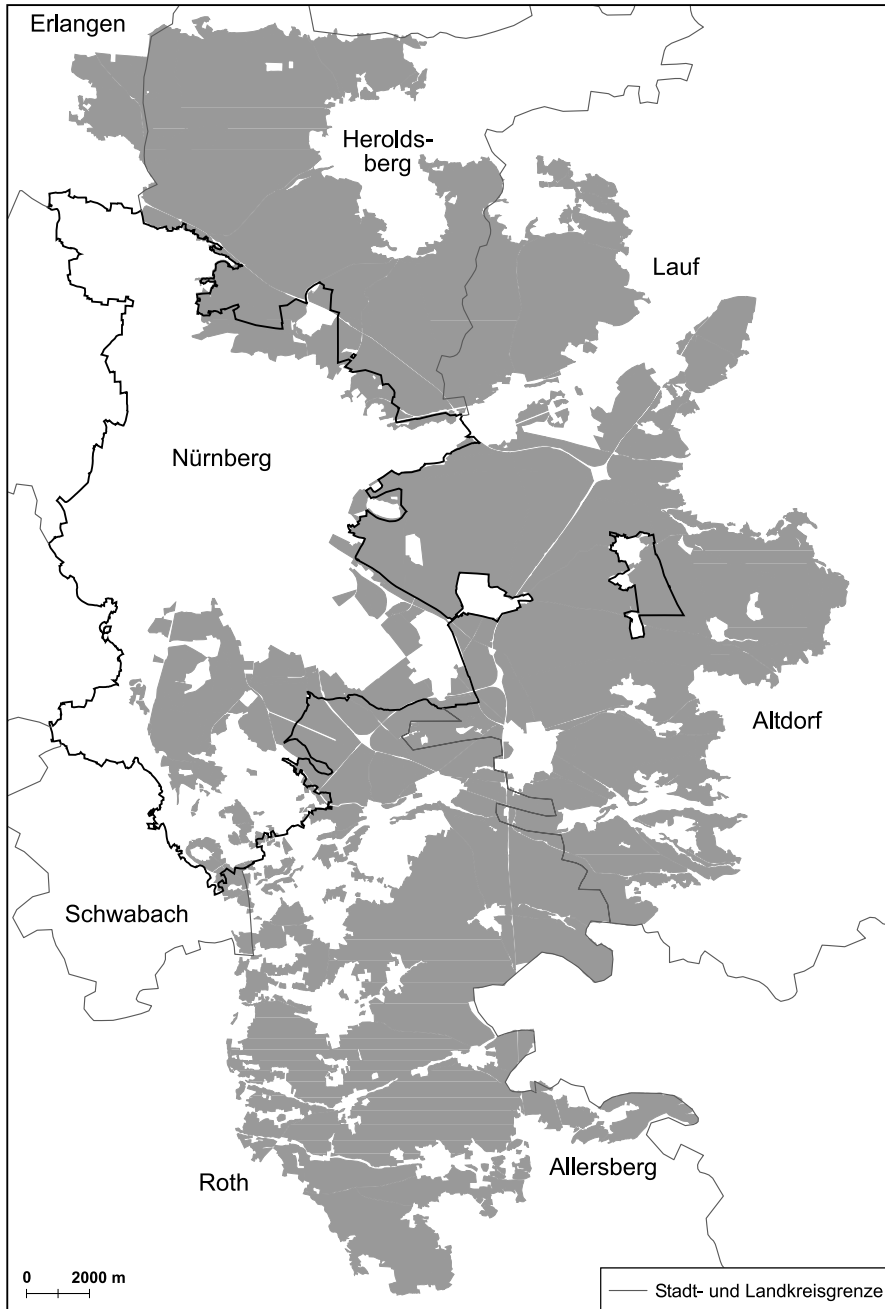 Erlangen
Herolds-
berg
Lauf
Nürnberg
Altdorf
Schwabach
Roth
Allersberg
0 2000 m
Stadt- und Landkreisgrenze